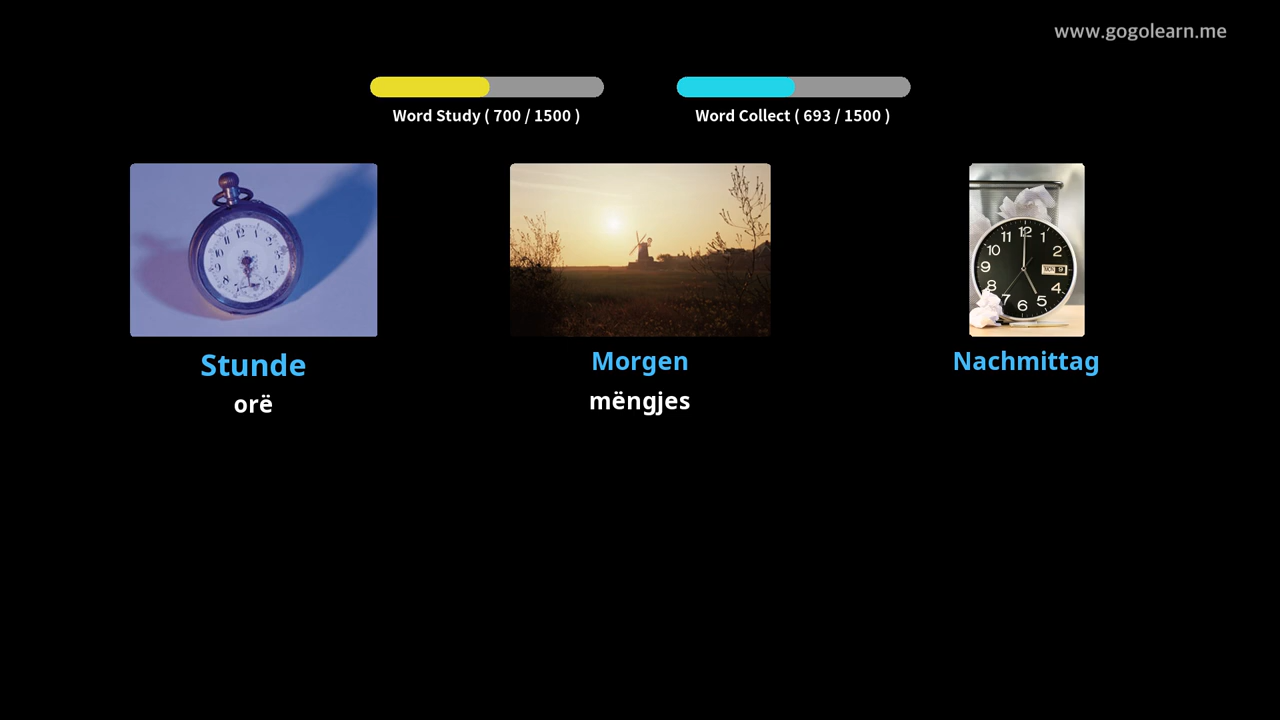 www.gogolearn.me
Word Study ( 700 / 1500 )
Word Collect ( 693 / 1500 )
Stunde
orë
Morgen
mëngjes
Nachmittag